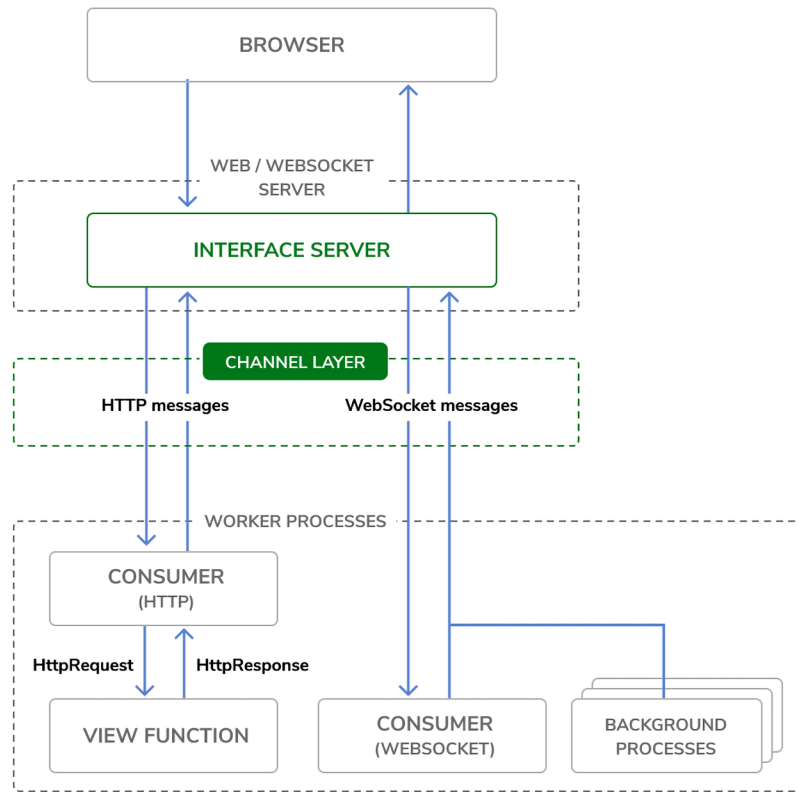 BROWSER
WEB / WEBSOCKET
SERVER
INTERFACE SERVER
CHANNEL LAYER
HTTP messages
WebSocket messages
WORKER PROCESSES
CONSUMER
(HTTP)
HttpRequest
HttpResponse
VIEW FUNCTION
CONSUMER
(WEBSOCKET)
BACKGROUND
PROCESSES